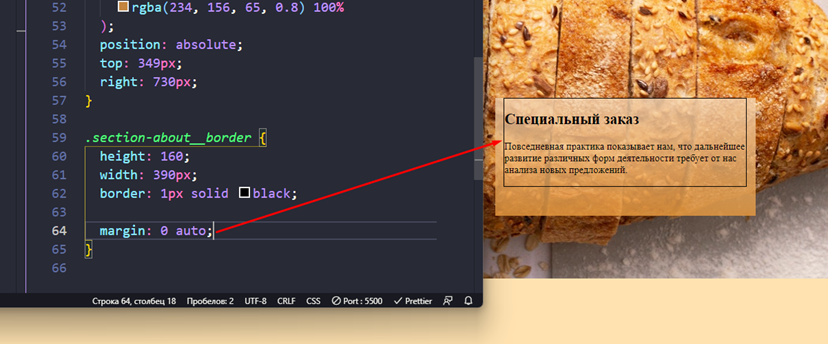 52 rgba(234, 156, 65, 0.8) 100%
53 );
54 position: absolute;
55 top: 349px;
56 right: 730px;
57 }
58
59 .section-about__border {
60 height: 160;
61 width: 390px;
62 border: 1px solid black;
63
64 margin: 0 auto;
65 }
66
Строка 64, столбец 18 Пробелов: 2 UTF-8 CRLF CSS Port : 5500 Prettier
Специальный заказ
Повседневная практика показывает нам, что дальнейшее
развитие различных форм деятельности требует от нас
анализа новых предложений.